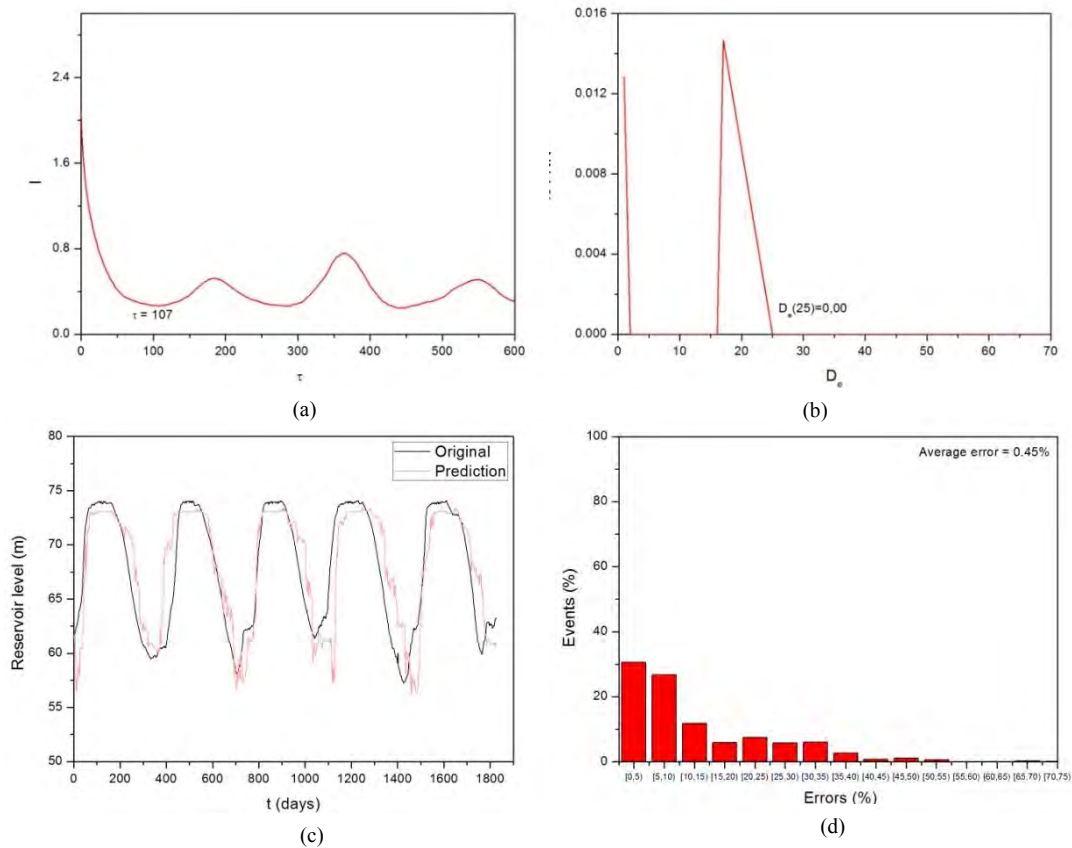 2.4
1.6
0.8
0.0
I
τ = 107
0 100 200 300 400 500 600
τ
(a)
0.016
0.012
0.008
0.004
0.000
Dₑ(25)=0,00
0 10 20 30 40 50 60 70
Dₑ
(b)
80
75
70
65
60
55
50
Reservoir level (m)
Original
Prediction
0 200 400 600 800 1000 1200 1400 1600 1800
t (days)
(c)
100
80
60
40
20
0
Events (%)
Average error = 0.45%
[0,5) [5,10) [10,15) [15,20) [20,25) [25,30) [30,35) [35,40) [40,45) [45,50) [50,55) [55,60) [60,65) [65,70) [70,75)
Errors (%)
(d)